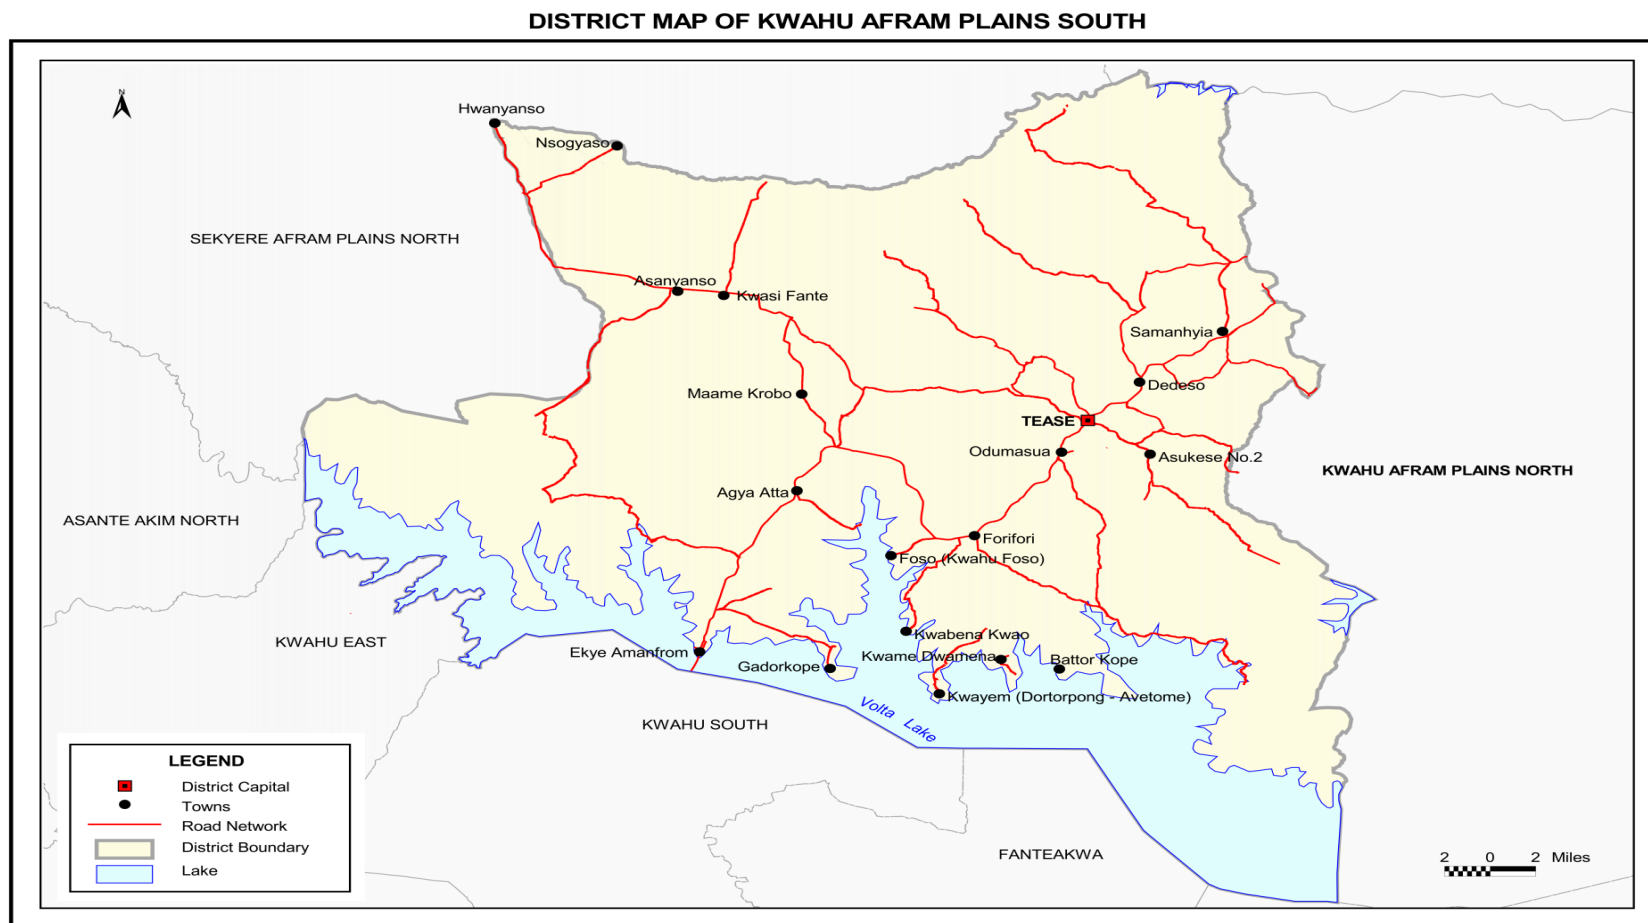 DISTRICT MAP OF KWAHU AFRAM PLAINS SOUTH
N
Hwanyanso
Nsogyaso
SEKYERE AFRAM PLAINS NORTH
Asanyanso
Kwasi Fante
Samanhyia
Dedeso
Maame Krobo
TEASE
Odumasua
Asukese No.2
KWAHU AFRAM PLAINS NORTH
Agya Atta
ASANTE AKIM NORTH
Forifori
Foso (Kwahu Foso)
KWAHU EAST
Kwabena Kwao
Ekye Amanfrom
Kwame Dwamena
Battor Kope
Gadorkope
Kwayem (Dortorpong - Avetome)
Volta Lake
KWAHU SOUTH
LEGEND
District Capital
Towns
Road Network
District Boundary
Lake
FANTEAKWA
2 0 2 Miles